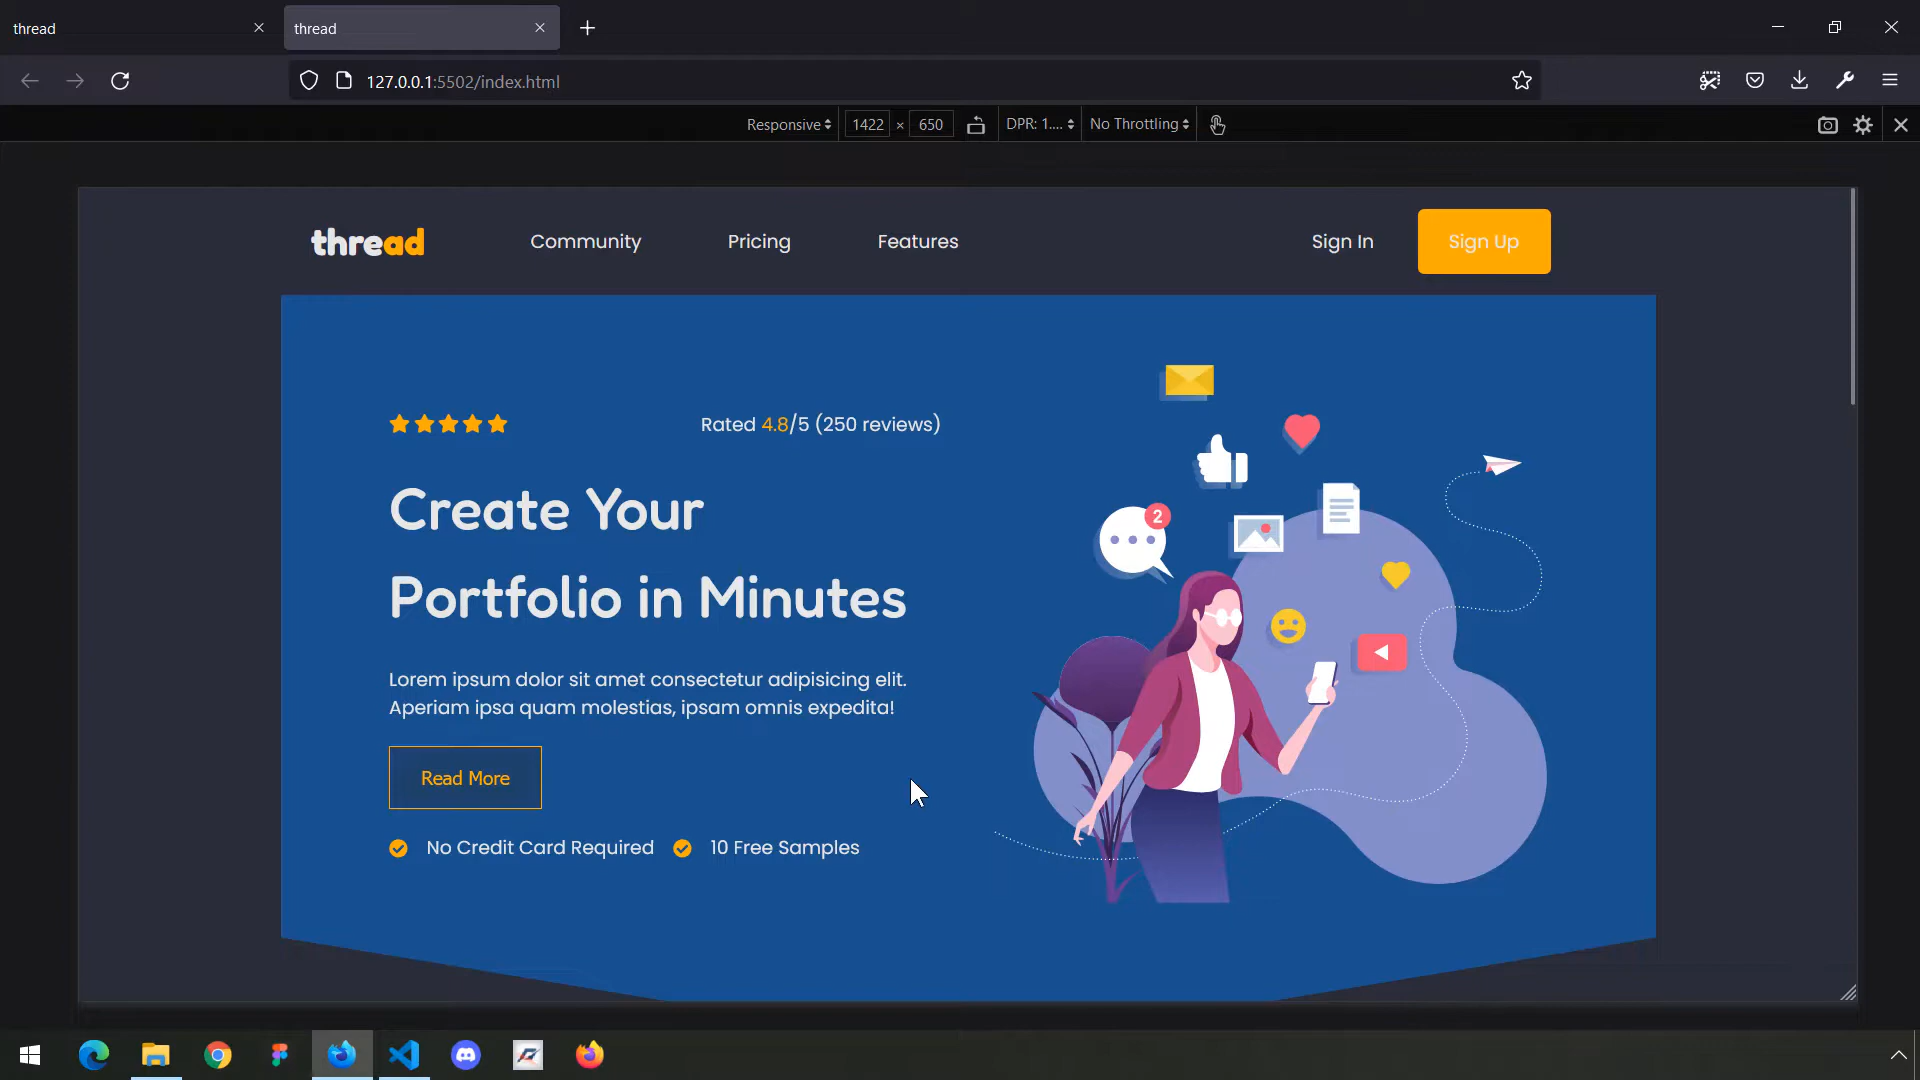 thread
thread
127.0.0.1:5502/index.html
Responsive 1422 × 650 DPR: 1.... No Throttling
thread Community Pricing Features Sign In Sign Up
Rated 4.8/5 (250 reviews)
2
Create Your
Portfolio in Minutes
Lorem ipsum dolor sit amet consectetur adipisicing elit.
Aperiam ipsa quam molestias, ipsam omnis expedita!
Read More
No Credit Card Required 10 Free Samples